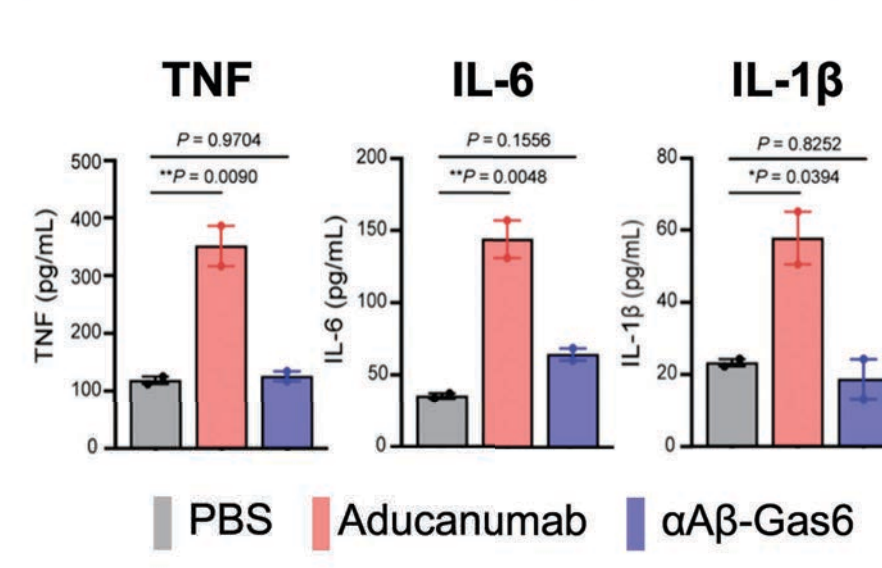 TNF
IL-6
IL-1β
P = 0.9704
**P = 0.0090
500
400
300
200
100
0
TNF (pg/mL)
P = 0.1556
**P = 0.0048
200
150
100
50
0
IL-6 (pg/mL)
P = 0.8252
*P = 0.0394
80
60
40
20
0
IL-1β (pg/mL)
PBS
Aducanumab
αAβ-Gas6